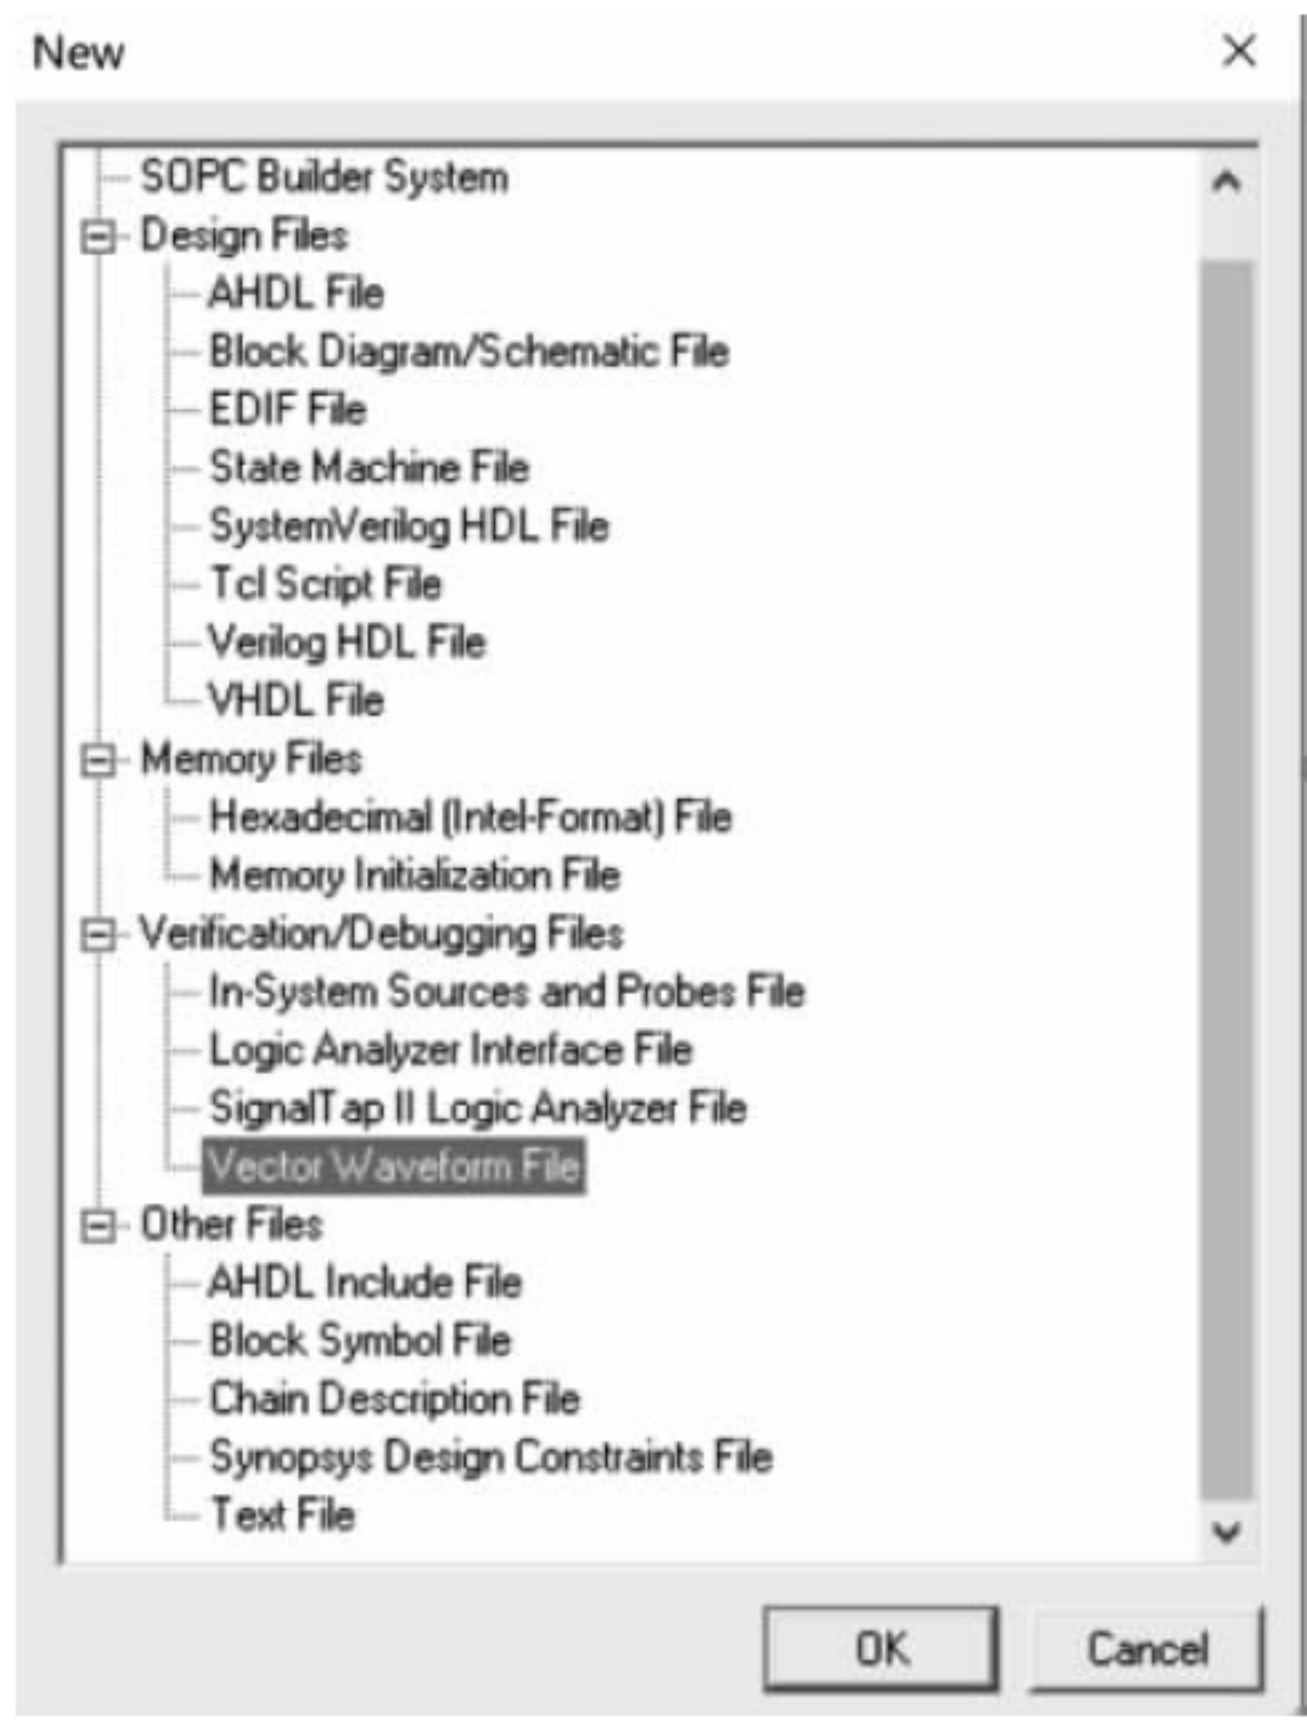 New
SOPC Builder System
Design Files
AHDL File
Block Diagram/Schematic File
EDIF File
State Machine File
SystemVerilog HDL File
Tcl Script File
Verilog HDL File
VHDL File
Memory Files
Hexadecimal (Intel-Format) File
Memory Initialization File
Verification/Debugging Files
In-System Sources and Probes File
Logic Analyzer Interface File
SignalTap II Logic Analyzer File
Vector Waveform File
Other Files
AHDL Include File
Block Symbol File
Chain Description File
Synopsys Design Constraints File
Text File
OK Cancel